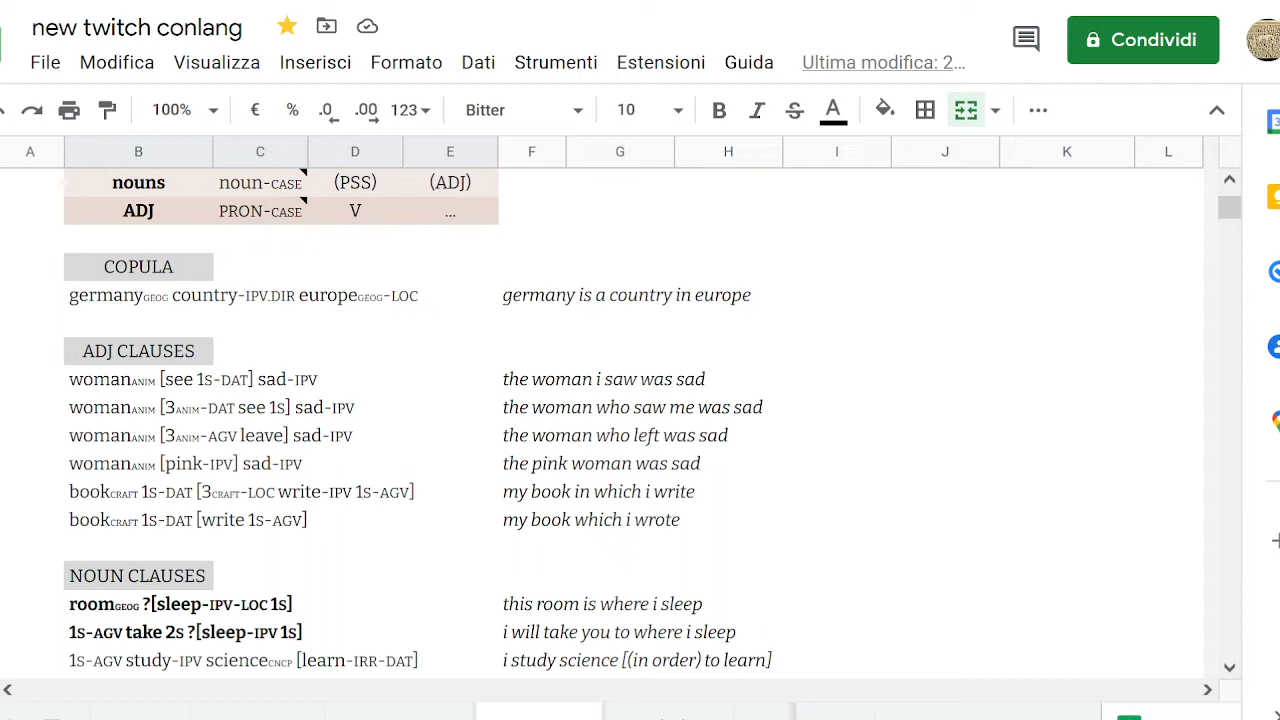 new twitch conlang
Condividi
File Modifica Visualizza Inserisci Formato Dati Strumenti Estensioni Guida Ultima modifica: 2...
100% € % .0 .00 123 Bitter 10 B I S A
A B C D E F G H I J K L
nouns noun-CASE (PSS) (ADJ)
ADJ PRON-CASE V ...
COPULA
germanyGEOG country-IPV.DIR europeGEOG-LOC germany is a country in europe
ADJ CLAUSES
womanANIM [see 1S-DAT] sad-IPV the woman i saw was sad
womanANIM [3ANIM-DAT see 1S] sad-IPV the woman who saw me was sad
womanANIM [3ANIM-AGV leave] sad-IPV the woman who left was sad
womanANIM [pink-IPV] sad-IPV the pink woman was sad
bookCRAFT 1S-DAT [3CRAFT-LOC write-IPV 1S-AGV] my book in which i write
bookCRAFT 1S-DAT [write 1S-AGV] my book which i wrote
NOUN CLAUSES
roomGEOG ?[sleep-IPV-LOC 1S] this room is where i sleep
1S-AGV take 2S ?[sleep-IPV 1S] i will take you to where i sleep
1S-AGV study-IPV scienceCNCP [learn-IRR-DAT] i study science [(in order) to learn]